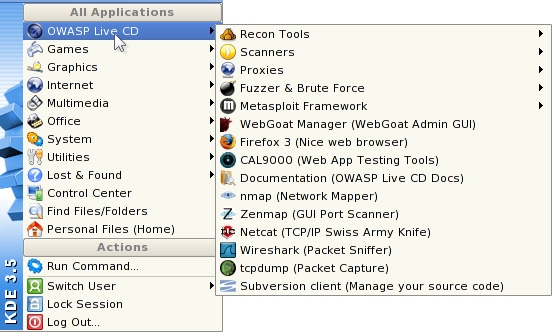 All Applications
OWASP Live CD
Games
Graphics
Internet
Multimedia
Office
System
Utilities
Lost & Found
Control Center
Find Files/Folders
Personal Files (Home)
Actions
Run Command...
Switch User
Lock Session
Log Out...
KDE 3.5
Recon Tools
Scanners
Proxies
Fuzzer & Brute Force
Metasploit Framework
WebGoat Manager (WebGoat Admin GUI)
Firefox 3 (Nice web browser)
CAL9000 (Web App Testing Tools)
Documentation (OWASP Live CD Docs)
nmap (Network Mapper)
Zenmap (GUI Port Scanner)
Netcat (TCP/IP Swiss Army Knife)
Wireshark (Packet Sniffer)
tcpdump (Packet Capture)
Subversion client (Manage your source code)